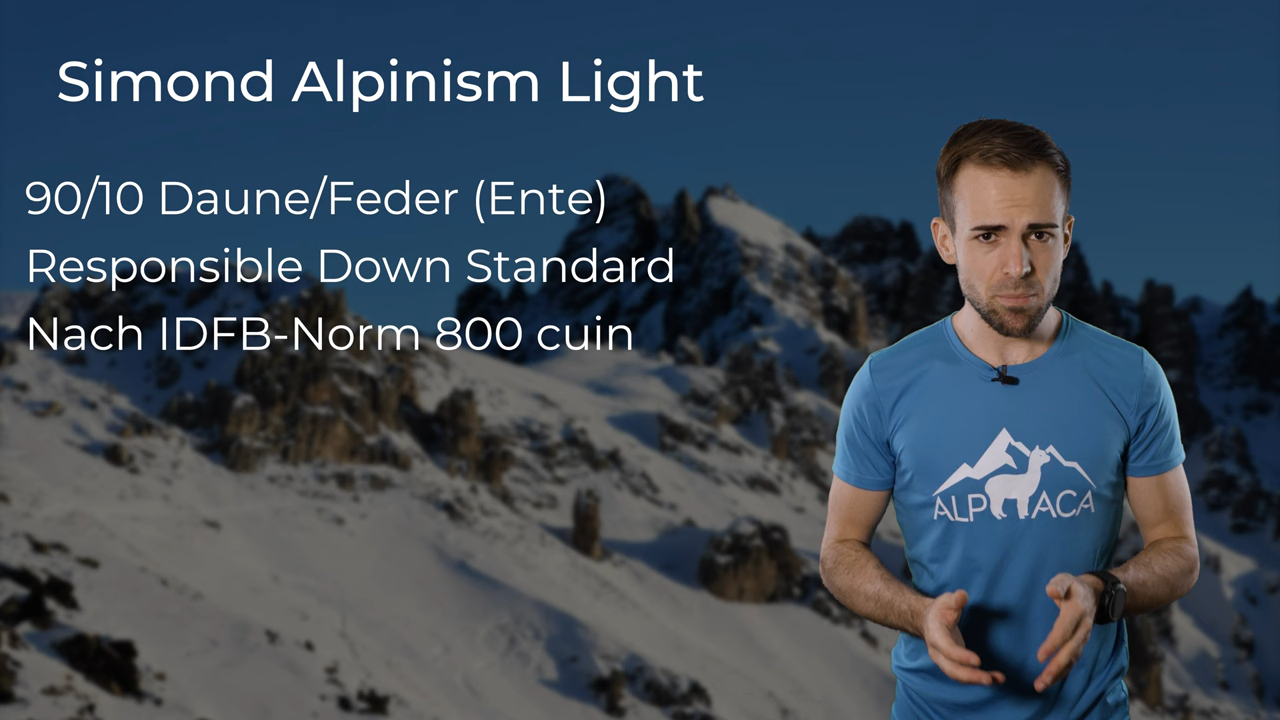 Simond Alpinism Light
90/10 Daune/Feder (Ente)
Responsible Down Standard
Nach IDFB-Norm 800 cuin
ALPACA